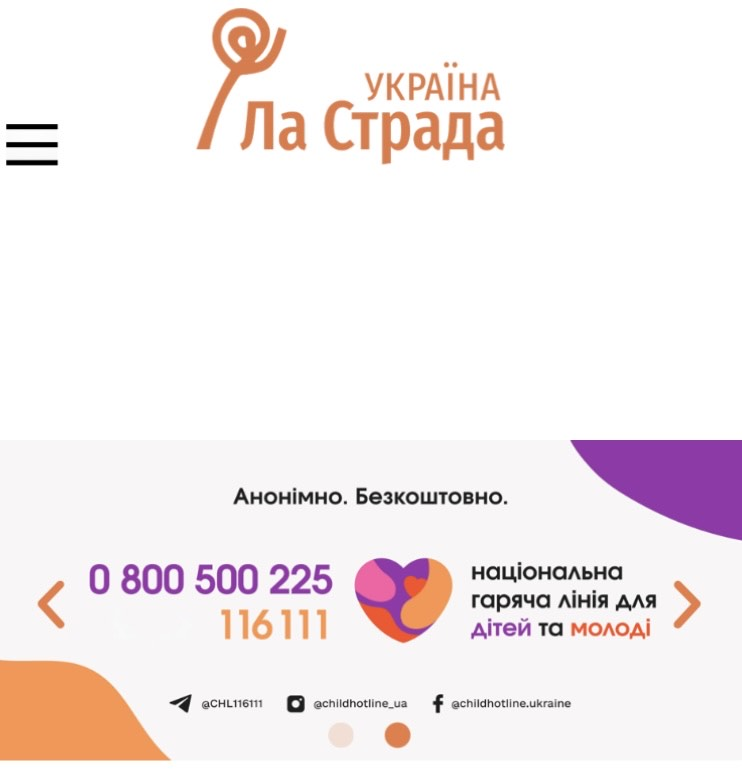 УКРАЇНА
Ла Страда
Анонімно. Безкоштовно.
0 800 500 225
116 111
національна
гаряча лінія для
дітей та молоді
@CHL116111
@childhotline_ua
@childhotline.ukraine